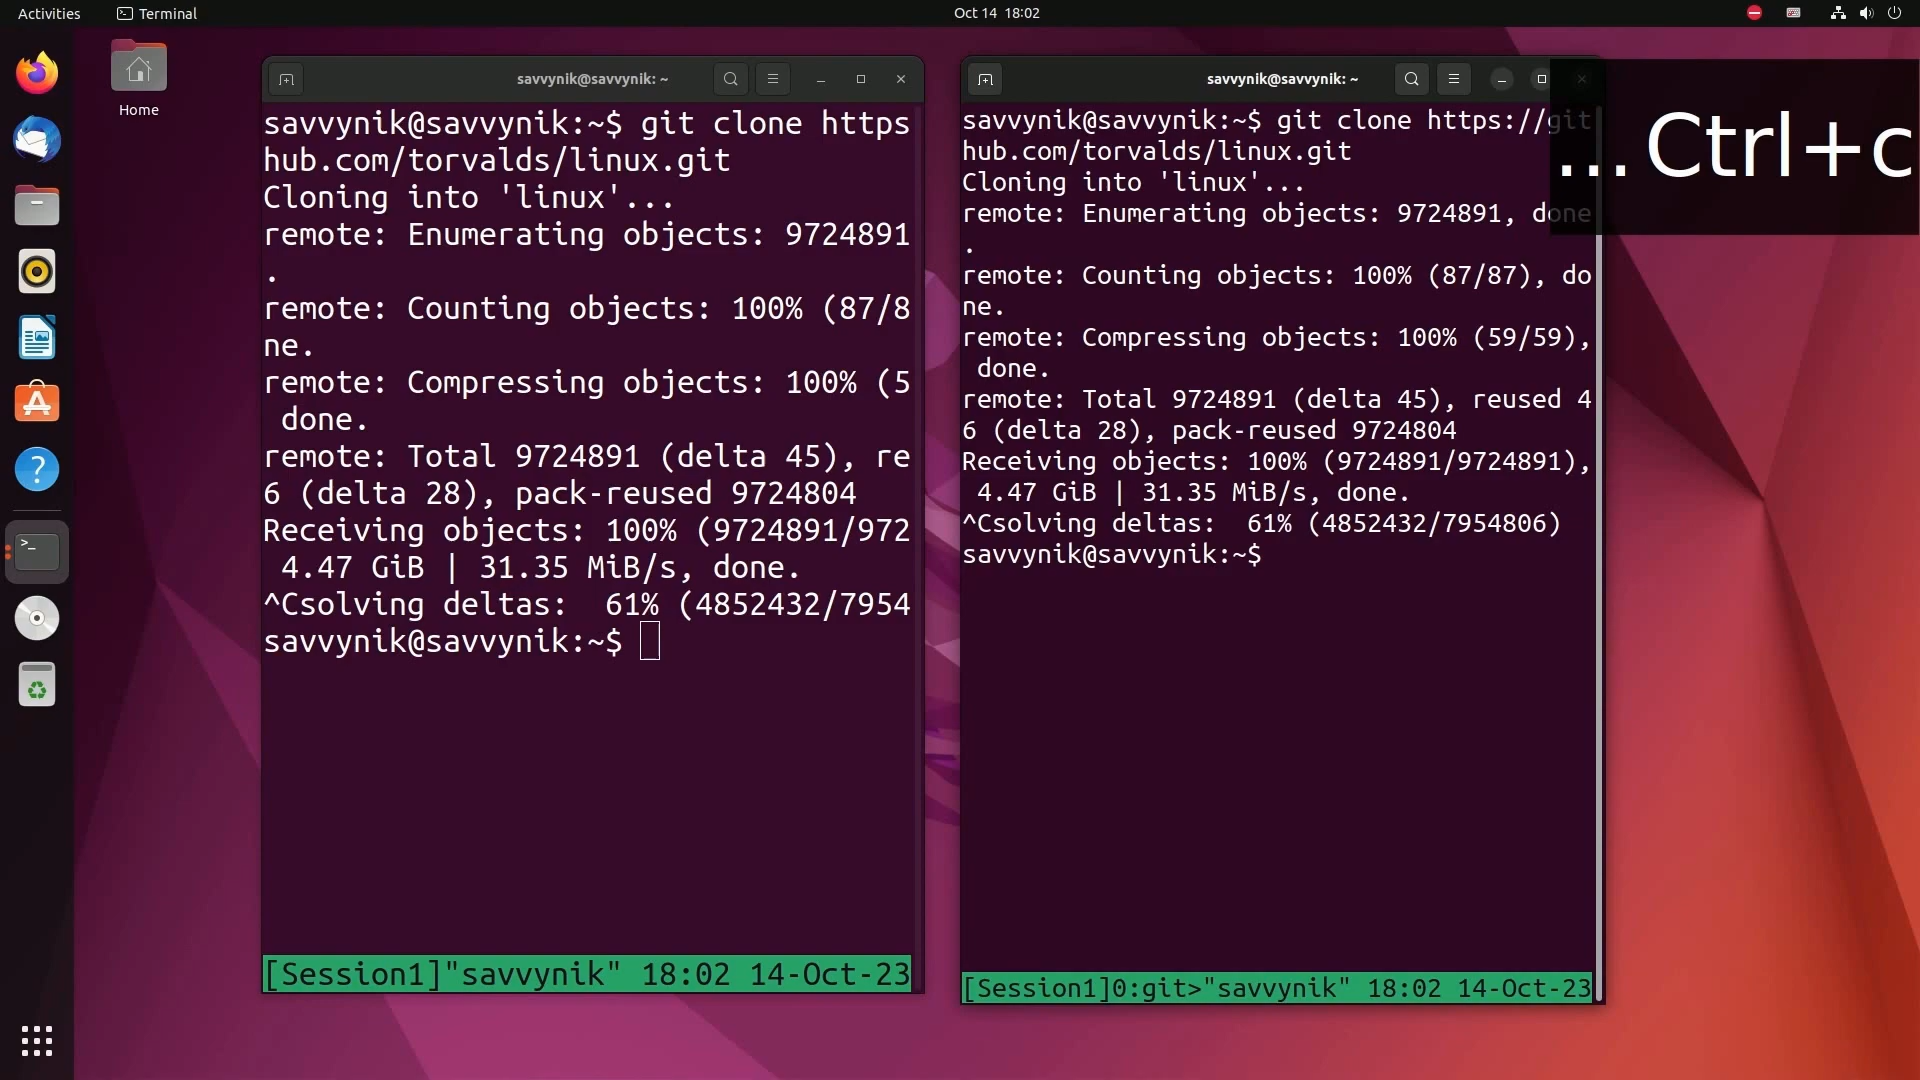 Activities
Terminal
Oct 14 18:02
Home
savvynik@savvynik: ~
savvynik@savvynik:~$ git clone https
hub.com/torvalds/linux.git
Cloning into 'linux'...
remote: Enumerating objects: 9724891
.
remote: Counting objects: 100% (87/8
ne.
remote: Compressing objects: 100% (5
done.
remote: Total 9724891 (delta 45), re
6 (delta 28), pack-reused 9724804
Receiving objects: 100% (9724891/972
4.47 GiB | 31.35 MiB/s, done.
^Csolving deltas:  61% (4852432/7954
savvynik@savvynik:~$
[Session1]"savvynik" 18:02 14-Oct-23
savvynik@savvynik: ~
savvynik@savvynik:~$ git clone https://git
hub.com/torvalds/linux.git
Cloning into 'linux'...
remote: Enumerating objects: 9724891, done
.
remote: Counting objects: 100% (87/87), do
ne.
remote: Compressing objects: 100% (59/59),
done.
remote: Total 9724891 (delta 45), reused 4
6 (delta 28), pack-reused 9724804
Receiving objects: 100% (9724891/9724891),
4.47 GiB | 31.35 MiB/s, done.
^Csolving deltas:  61% (4852432/7954806)
savvynik@savvynik:~$
[Session1]0:git>"savvynik" 18:02 14-Oct-23
...Ctrl+c